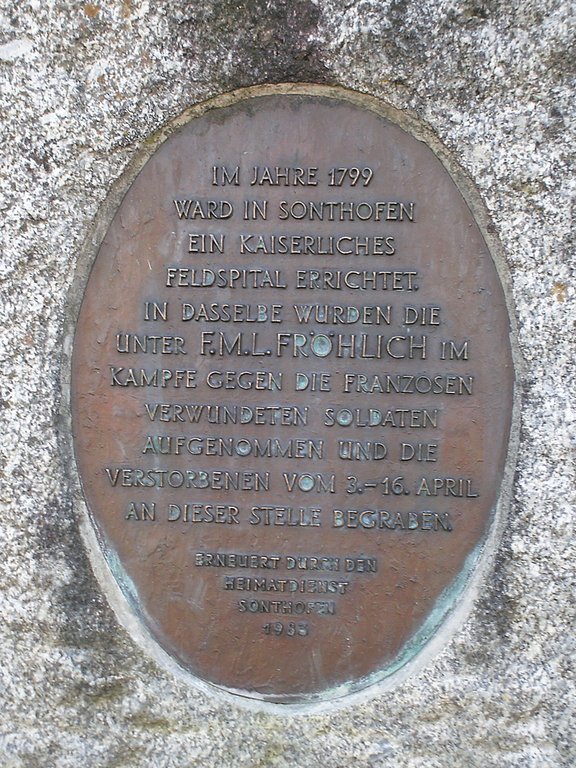 IM JAHRE 1799
WARD IN SONTHOFEN
EIN KAISERLICHES
FELDSPITAL ERRICHTET.
IN DASSELBE WURDEN DIE
UNTER F.M.L. FRÖHLICH IM
KAMPFE GEGEN DIE FRANZOSEN
VERWUNDETEN SOLDATEN
AUFGENOMMEN UND DIE
VERSTORBENEN VOM 3.–16. APRIL
AN DIESER STELLE BEGRABEN.
ERNEUERT DURCH DEN
HEIMATDIENST
SONTHOFEN